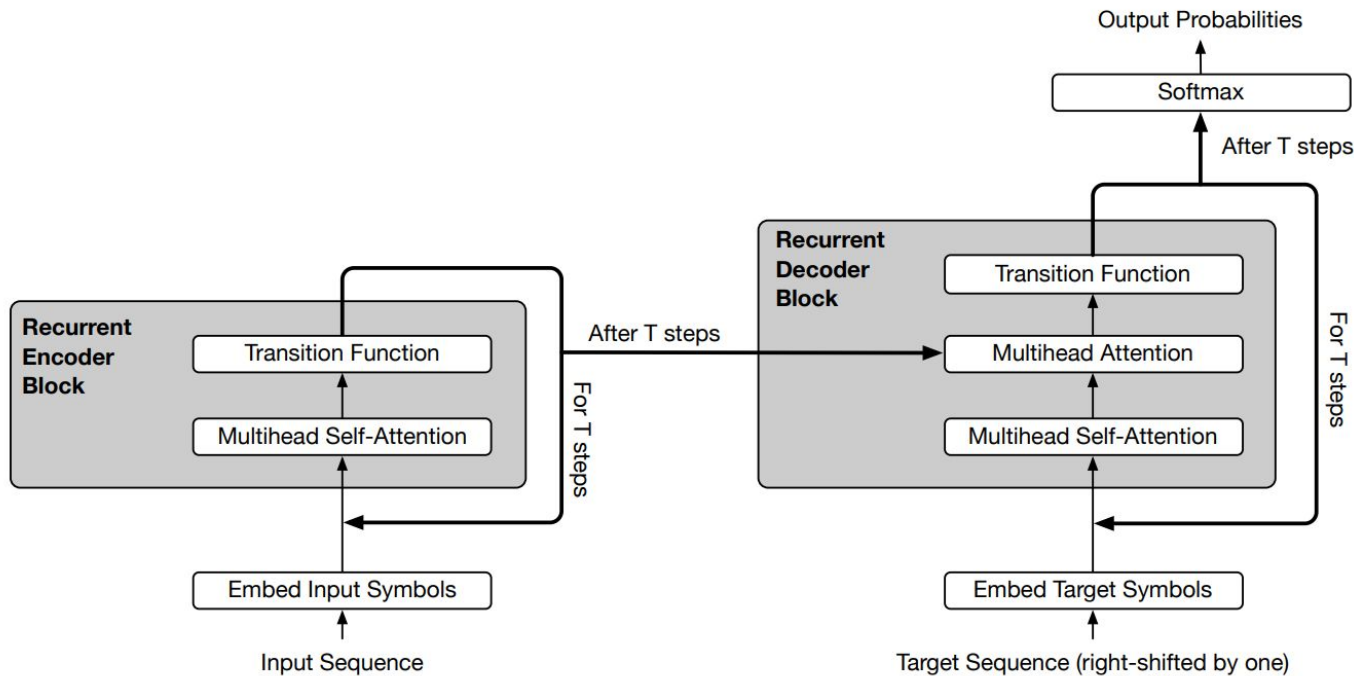 Output Probabilities
Softmax
After T steps
Recurrent
Decoder
Block
Transition Function
Multihead Attention
Multihead Self-Attention
For T steps
Embed Target Symbols
Target Sequence (right-shifted by one)
Recurrent
Encoder
Block
Transition Function
Multihead Self-Attention
For T steps
After T steps
Embed Input Symbols
Input Sequence